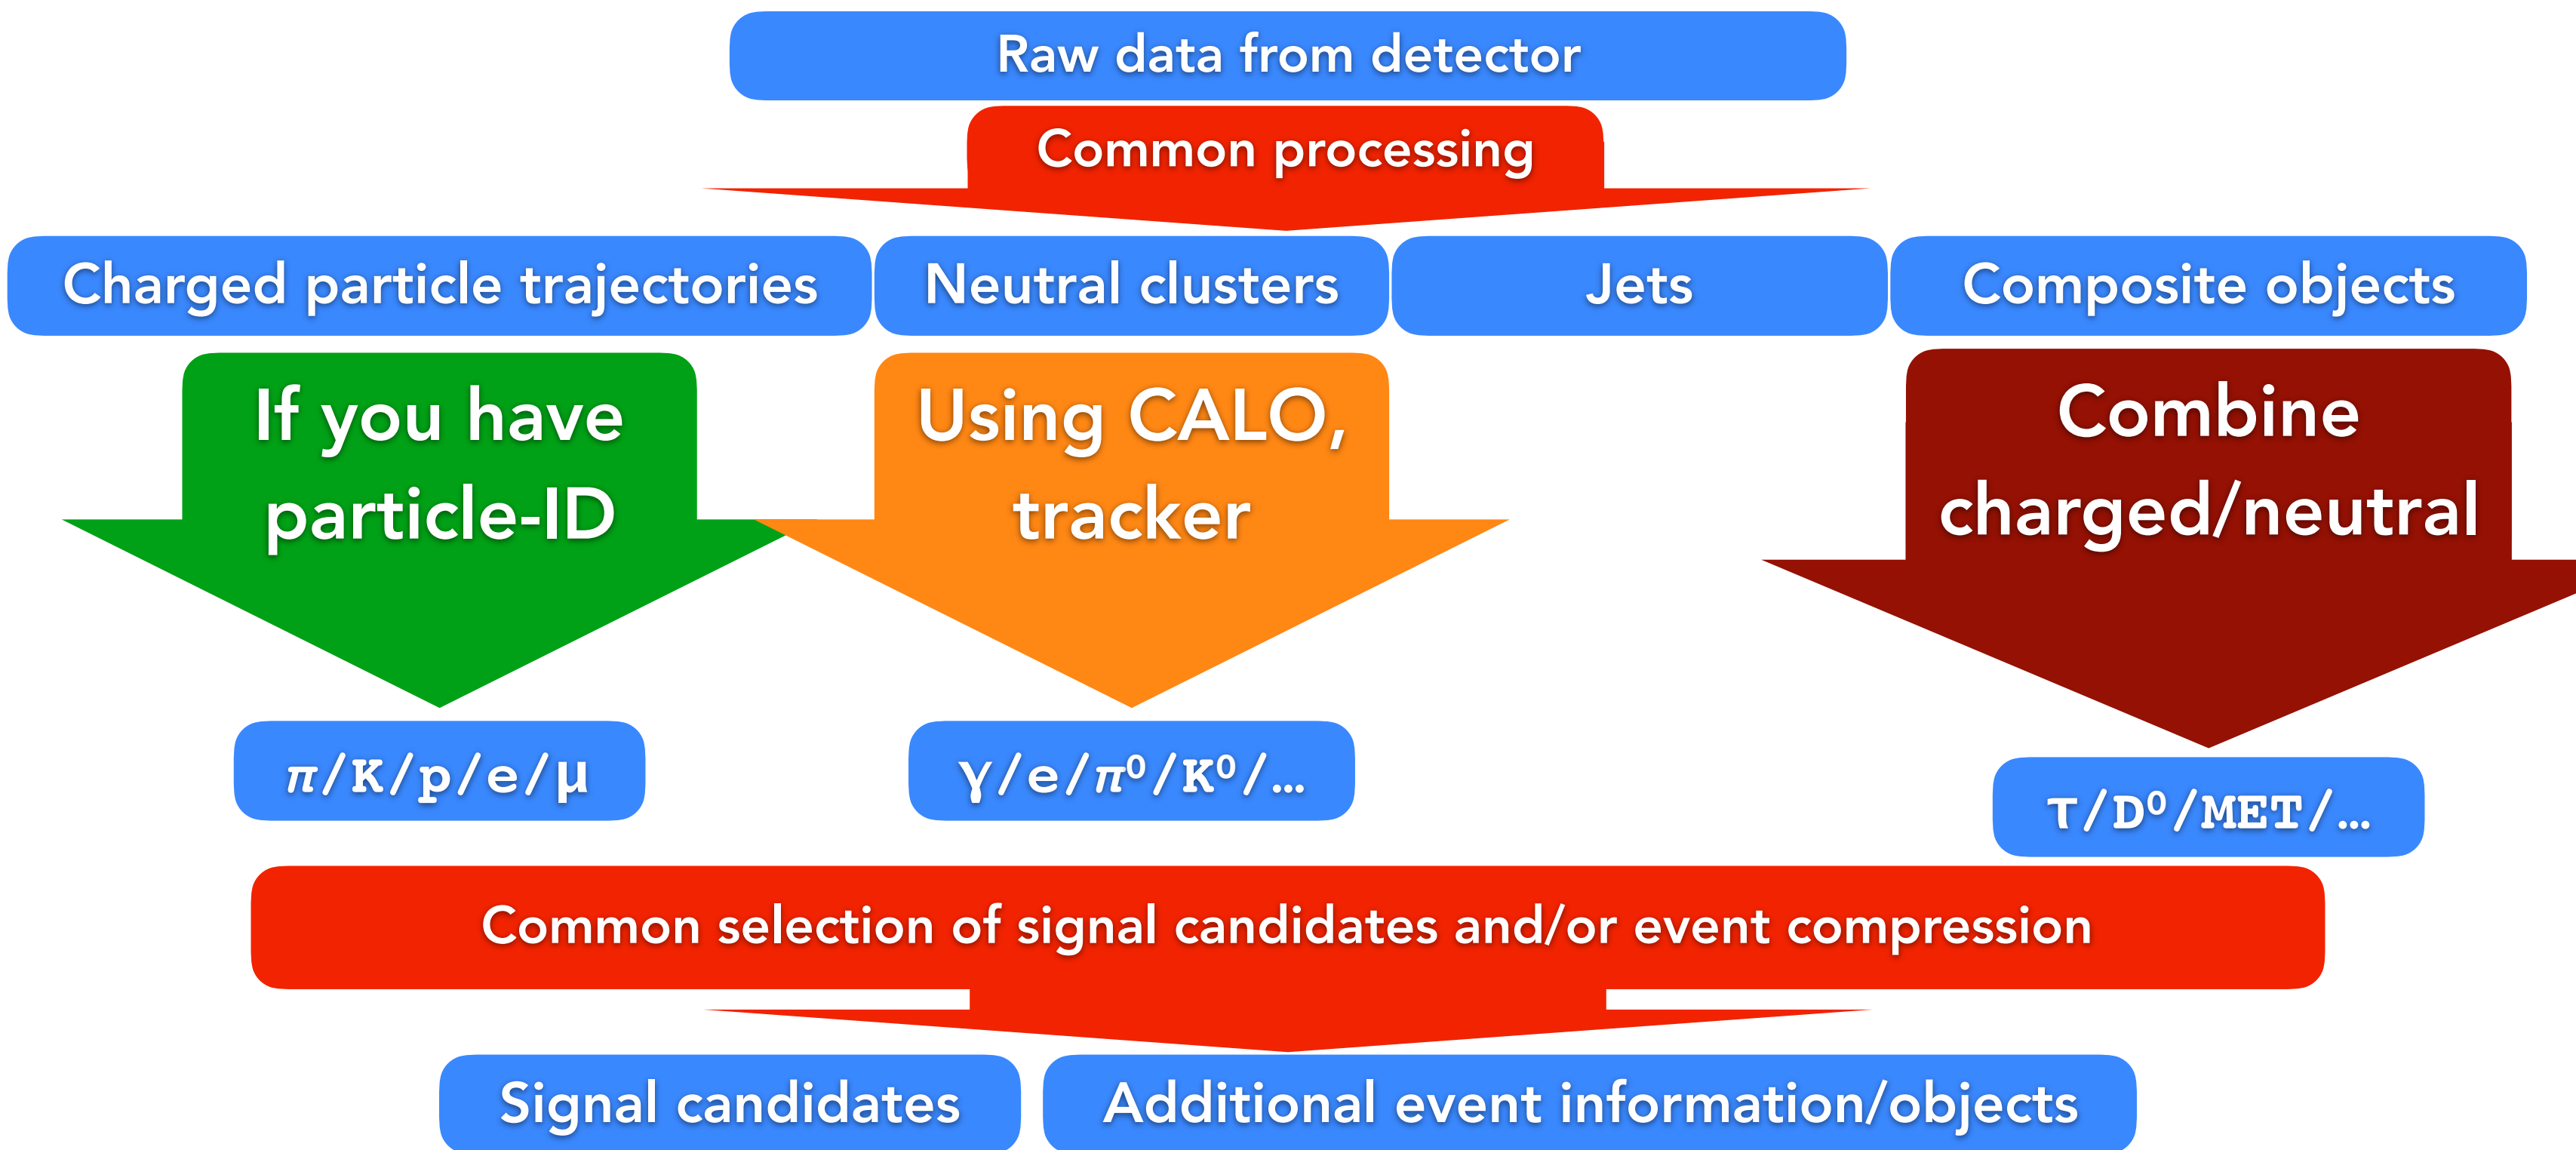 Raw data from detector
Common processing
Charged particle trajectories
Neutral clusters
Jets
Composite objects
If you have
particle-ID
Using CALO,
tracker
Combine
charged/neutral
π/K/p/e/μ
γ/e/π⁰/K⁰/…
τ/D⁰/MET/…
Common selection of signal candidates and/or event compression
Signal candidates
Additional event information/objects